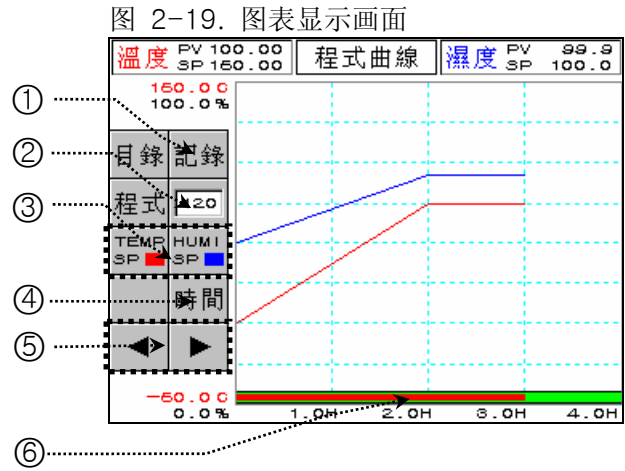 图 2-19. 图表显示画面
溫度 PV 100.00 SP 160.00 程式曲線 濕度 PV 99.9 SP 100.0
150.0 C
100.0 %
①
目錄 記錄
②
程式 120
③
TEMP SP HUMI SP
④
時間
⑤
-50.0 C
0.0 % 1.0H 2.0H 3.0H 4.0H
⑥